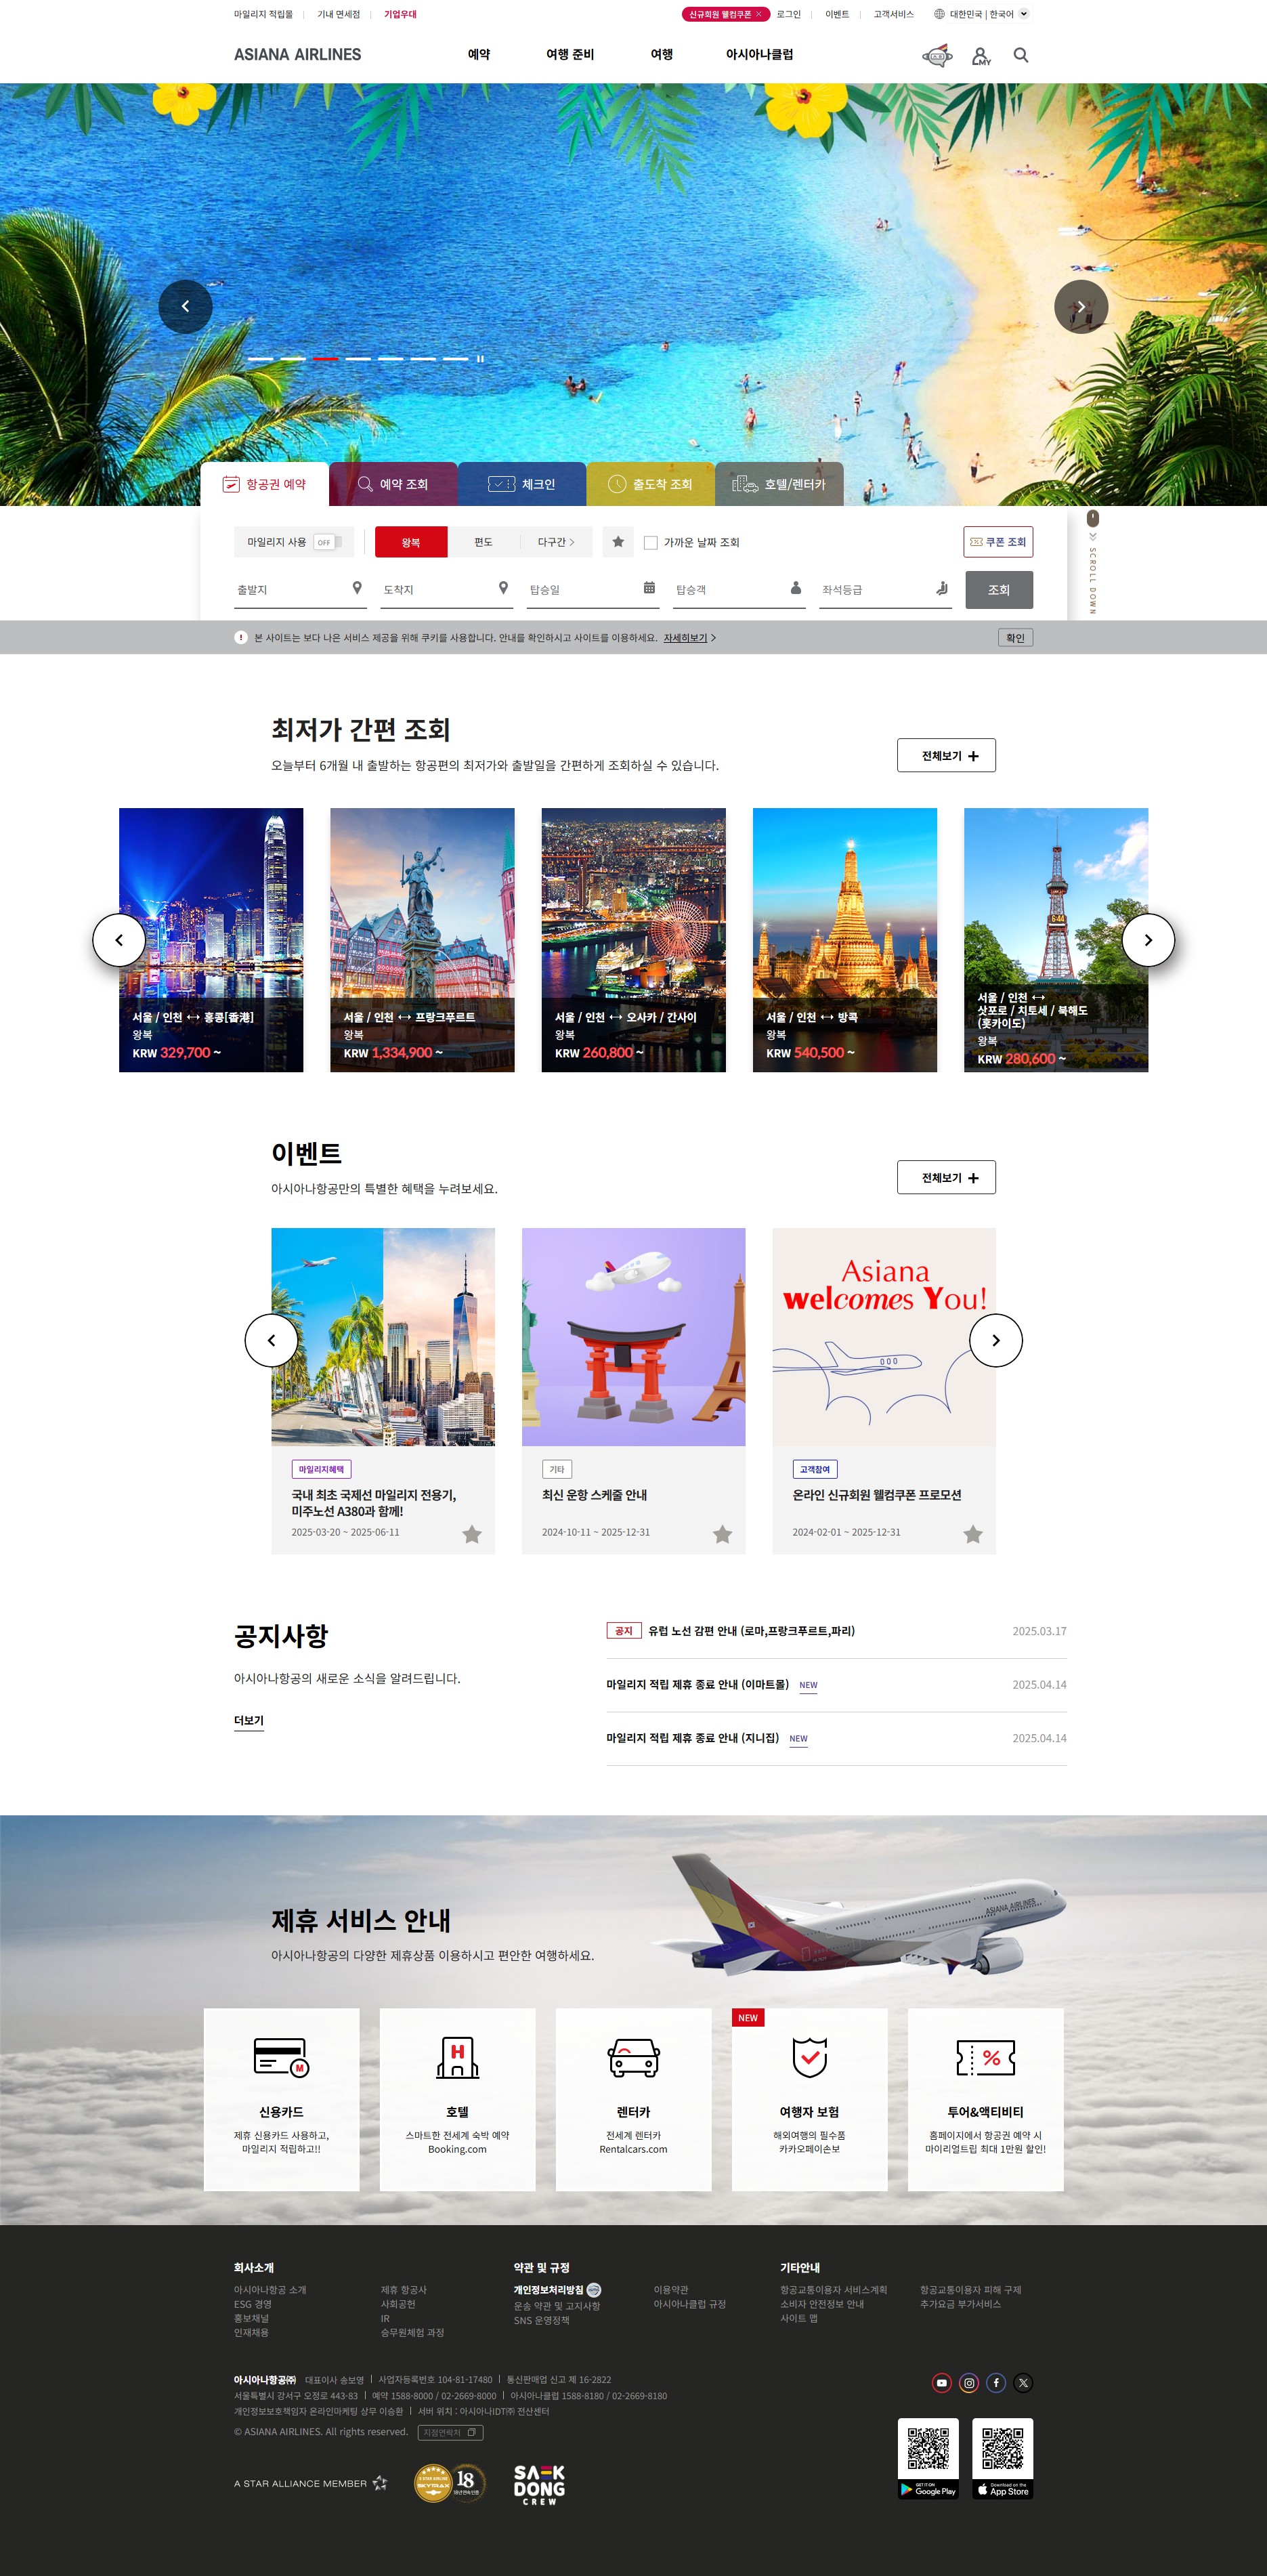 마일리지 적립몰
기내 면세점
기업우대
신규회원 웰컴쿠폰
로그인
이벤트
고객서비스
대한민국 | 한국어
ASIANA AIRLINES
예약
여행 준비
여행
아시아나클럽
MY
항공권 예약
예약 조회
체크인
출도착 조회
호텔/렌터카
마일리지 사용
OFF
왕복
편도
다구간
가까운 날짜 조회
쿠폰 조회
출발지
도착지
탑승일
탑승객
좌석등급
조회
SCROLL DOWN
본 사이트는 보다 나은 서비스 제공을 위해 쿠키를 사용합니다. 안내를 확인하시고 사이트를 이용하세요. 자세히보기
확인
최저가 간편 조회
오늘부터 6개월 내 출발하는 항공편의 최저가와 출발일을 간편하게 조회하실 수 있습니다.
전체보기
서울 / 인천 ↔ 홍콩[香港]
왕복
KRW 329,700 ~
서울 / 인천 ↔ 프랑크푸르트
왕복
KRW 1,334,900 ~
서울 / 인천 ↔ 오사카 / 간사이
왕복
KRW 260,800 ~
서울 / 인천 ↔ 방콕
왕복
KRW 540,500 ~
6:44
서울 / 인천 ↔
삿포로 / 치토세 / 북해도
(홋카이도)
왕복
KRW 280,600 ~
이벤트
아시아나항공만의 특별한 혜택을 누려보세요.
전체보기
마일리지혜택
국내 최초 국제선 마일리지 전용기,
미주노선 A380과 함께!
2025-03-20 ~ 2025-06-11
기타
최신 운항 스케줄 안내
2024-10-11 ~ 2025-12-31
Asiana
welcomes You!
고객참여
온라인 신규회원 웰컴쿠폰 프로모션
2024-02-01 ~ 2025-12-31
공지사항
아시아나항공의 새로운 소식을 알려드립니다.
더보기
공지 유럽 노선 감편 안내 (로마,프랑크푸르트,파리) 2025.03.17
마일리지 적립 제휴 종료 안내 (이마트몰) NEW 2025.04.14
마일리지 적립 제휴 종료 안내 (지니집) NEW 2025.04.14
제휴 서비스 안내
아시아나항공의 다양한 제휴상품 이용하시고 편안한 여행하세요.
ASIANA AIRLINES
M
신용카드
제휴 신용카드 사용하고,
마일리지 적립하고!!
H
호텔
스마트한 전세계 숙박 예약
Booking.com
렌터카
전세계 렌터카
Rentalcars.com
NEW
여행자 보험
해외여행의 필수품
카카오페이손보
%
투어&액티비티
홈페이지에서 항공권 예약 시
마이리얼트립 최대 1만원 할인!
회사소개
아시아나항공 소개
ESG 경영
홍보채널
인재채용
제휴 항공사
사회공헌
IR
승무원체험 과정
약관 및 규정
개인정보처리방침
운송 약관 및 고지사항
SNS 운영정책
이용약관
아시아나클럽 규정
기타안내
항공교통이용자 서비스계획
소비자 안전정보 안내
사이트 맵
항공교통이용자 피해 구제
추가요금 부가서비스
아시아나항공㈜ 대표이사 송보영 | 사업자등록번호 104-81-17480 | 통신판매업 신고 제 16-2822
서울특별시 강서구 오정로 443-83 | 예약 1588-8000 / 02-2669-8000 | 아시아나클럽 1588-8180 / 02-2669-8180
개인정보보호책임자 온라인마케팅 상무 이승환 | 서버 위치 : 아시아나IDT㈜ 전산센터
© ASIANA AIRLINES. All rights reserved. 지점연락처
A STAR ALLIANCE MEMBER
SKYTRAX
18
SAEK
DONG
CREW
GET IT ON
Google Play
Download on the
App Store